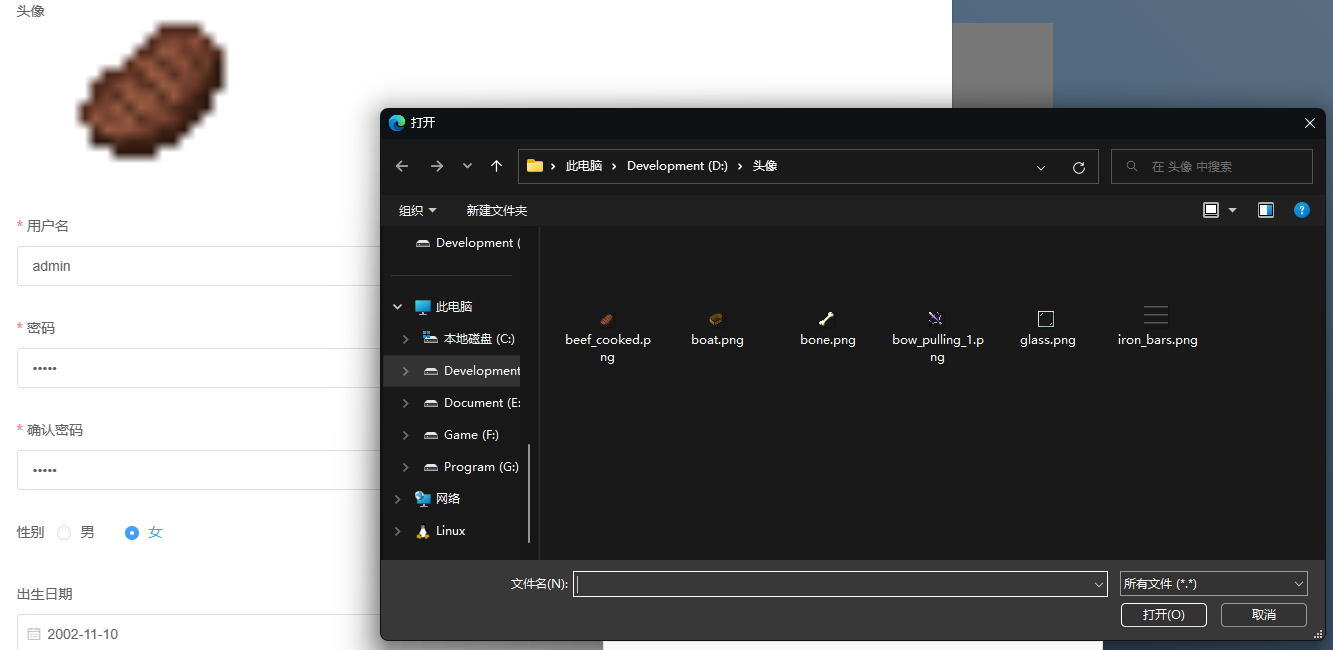 头像
* 用户名
admin
* 密码
•••••
* 确认密码
•••••
性别 男 女
出生日期
2002-11-10
打开
此电脑 › Development (D:) › 头像
在 头像 中搜索
组织 新建文件夹
Development (
此电脑
本地磁盘 (C:)
Development
Document (E:
Game (F:)
Program (G:)
网络
Linux
beef_cooked.p
ng
boat.png
bone.png
bow_pulling_1.p
ng
glass.png
iron_bars.png
文件名(N):
所有文件 (*.*)
打开(O) 取消